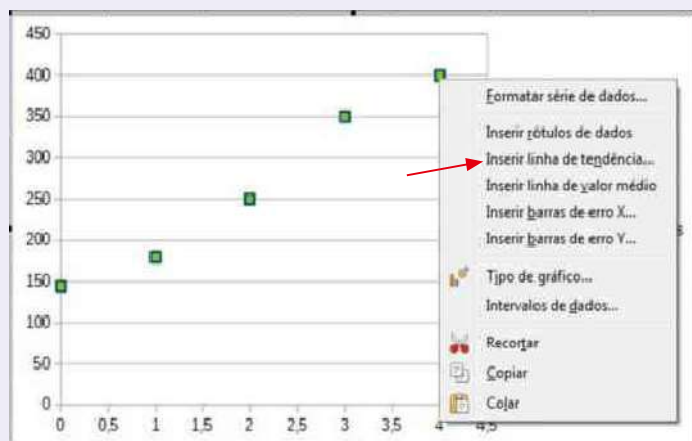 450
400
350
300
250
200
150
100
50
0
0 0,5 1 1,5 2 2,5 3 3,5 4 4,5
Formatar série de dados...
Inserir rótulos de dados
Inserir linha de tendência...
Inserir linha de valor médio
Inserir barras de erro X...
Inserir barras de erro Y...
Tipo de gráfico...
Intervalos de dados...
Recortar
Copiar
Colar